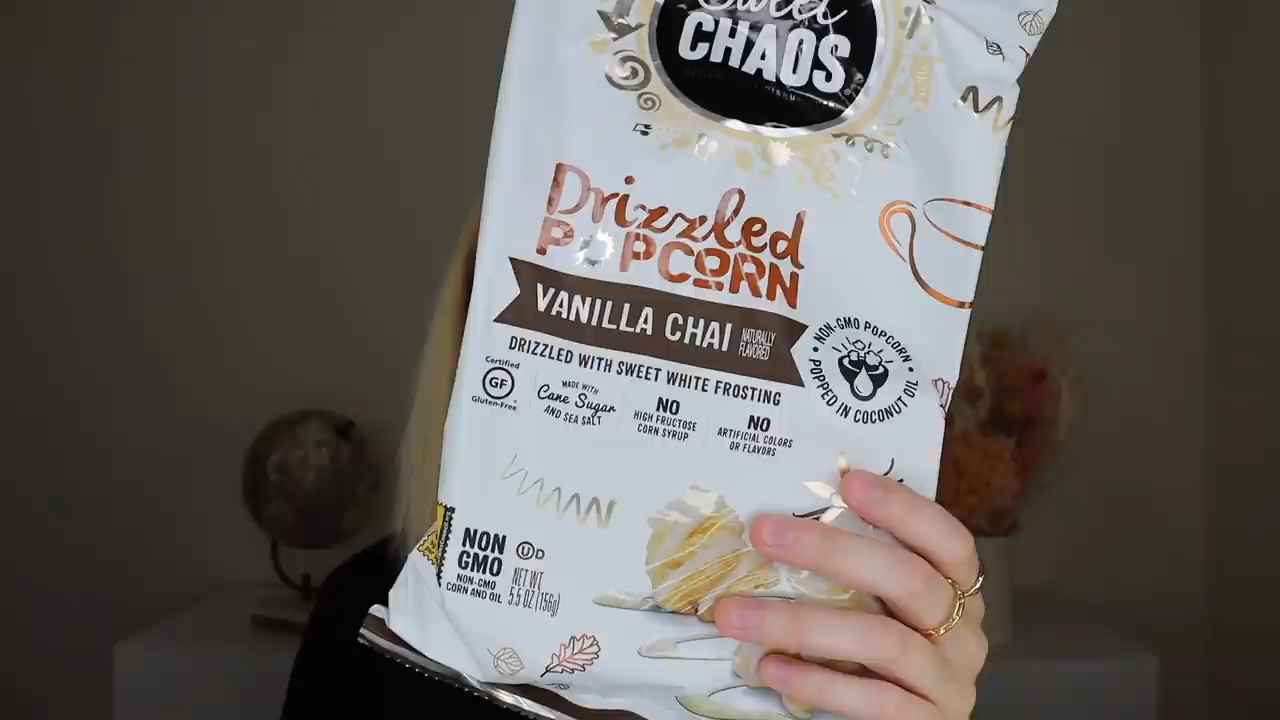 Sweet
CHAOS
Drizzled
POPCORN
VANILLA CHAI
NATURALLY
FLAVORED
DRIZZLED WITH SWEET WHITE FROSTING
NON-GMO POPCORN
POPPED IN COCONUT OIL
Certified
GF
Gluten-Free
MADE WITH
Cane Sugar
AND SEA SALT
NO
HIGH FRUCTOSE
CORN SYRUP
NO
ARTIFICIAL COLORS
OR FLAVORS
NON
GMO
NON-GMO
CORN AND OIL
U D
NET WT.
5.5 OZ (156g)